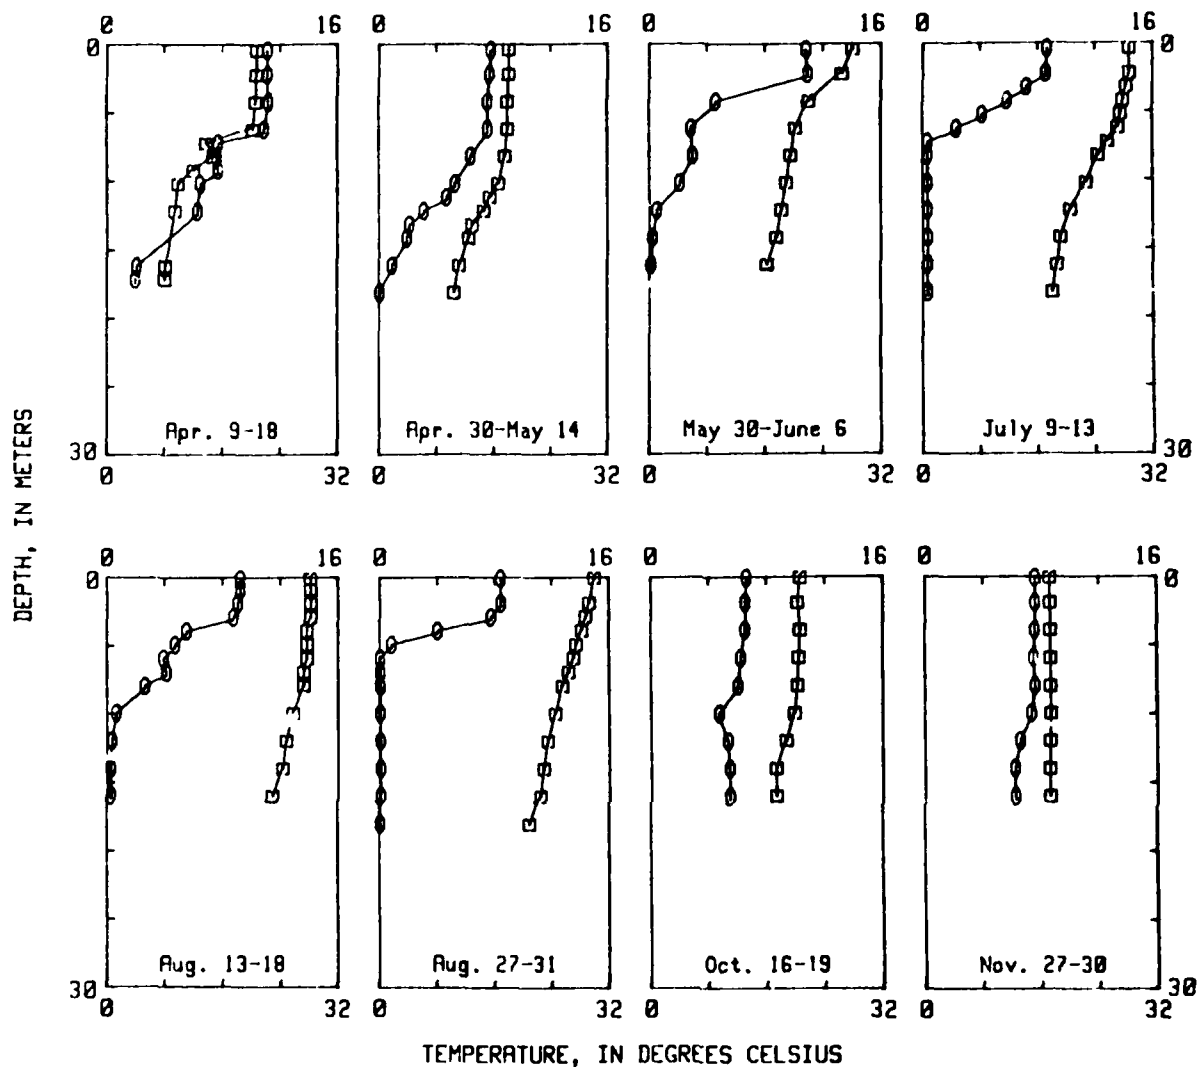 0 16 0 16 0 16 0 16
0 0
DEPTH, IN METERS
Apr. 9-18 Apr. 30-May 14 May 30-June 6 July 9-13
30 30
0 32 0 32 0 32 0 32
0 16 0 16 0 16 0 16
0 0
Aug. 13-18 Aug. 27-31 Oct. 16-19 Nov. 27-30
30 30
0 32 0 32 0 32 0 32
TEMPERATURE, IN DEGREES CELSIUS